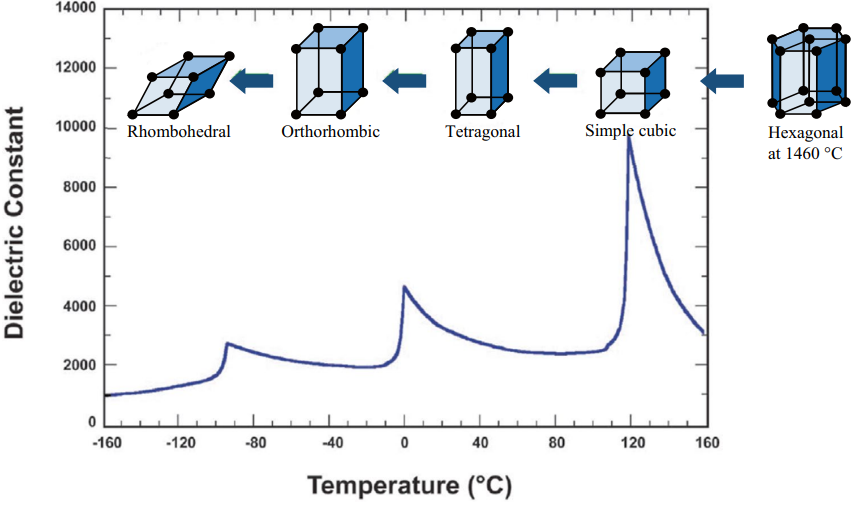 14000
12000
10000
8000
6000
4000
2000
0
Dielectric Constant
Rhombohedral
Orthorhombic
Tetragonal
Simple cubic
Hexagonal
at 1460 °C
-160 -120 -80 -40 0 40 80 120 160
Temperature (°C)